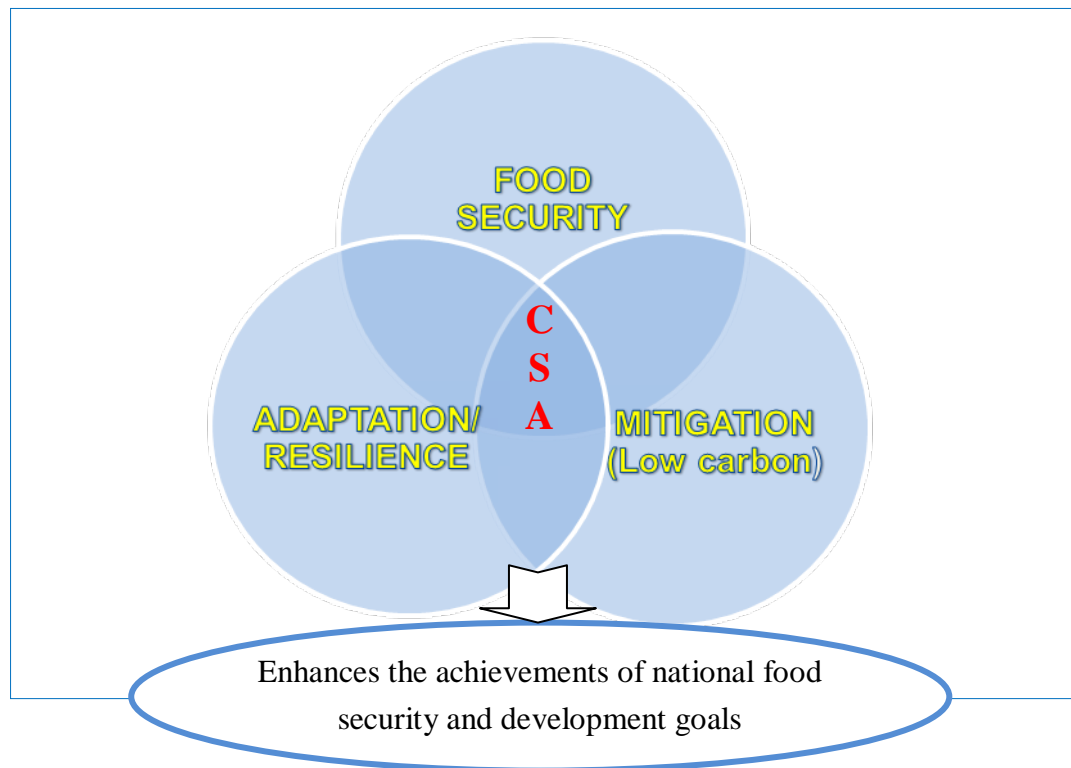 FOOD
SECURITY
C
S
A
ADAPTATION/
RESILIENCE
MITIGATION
(Low carbon)
Enhances the achievements of national food
security and development goals